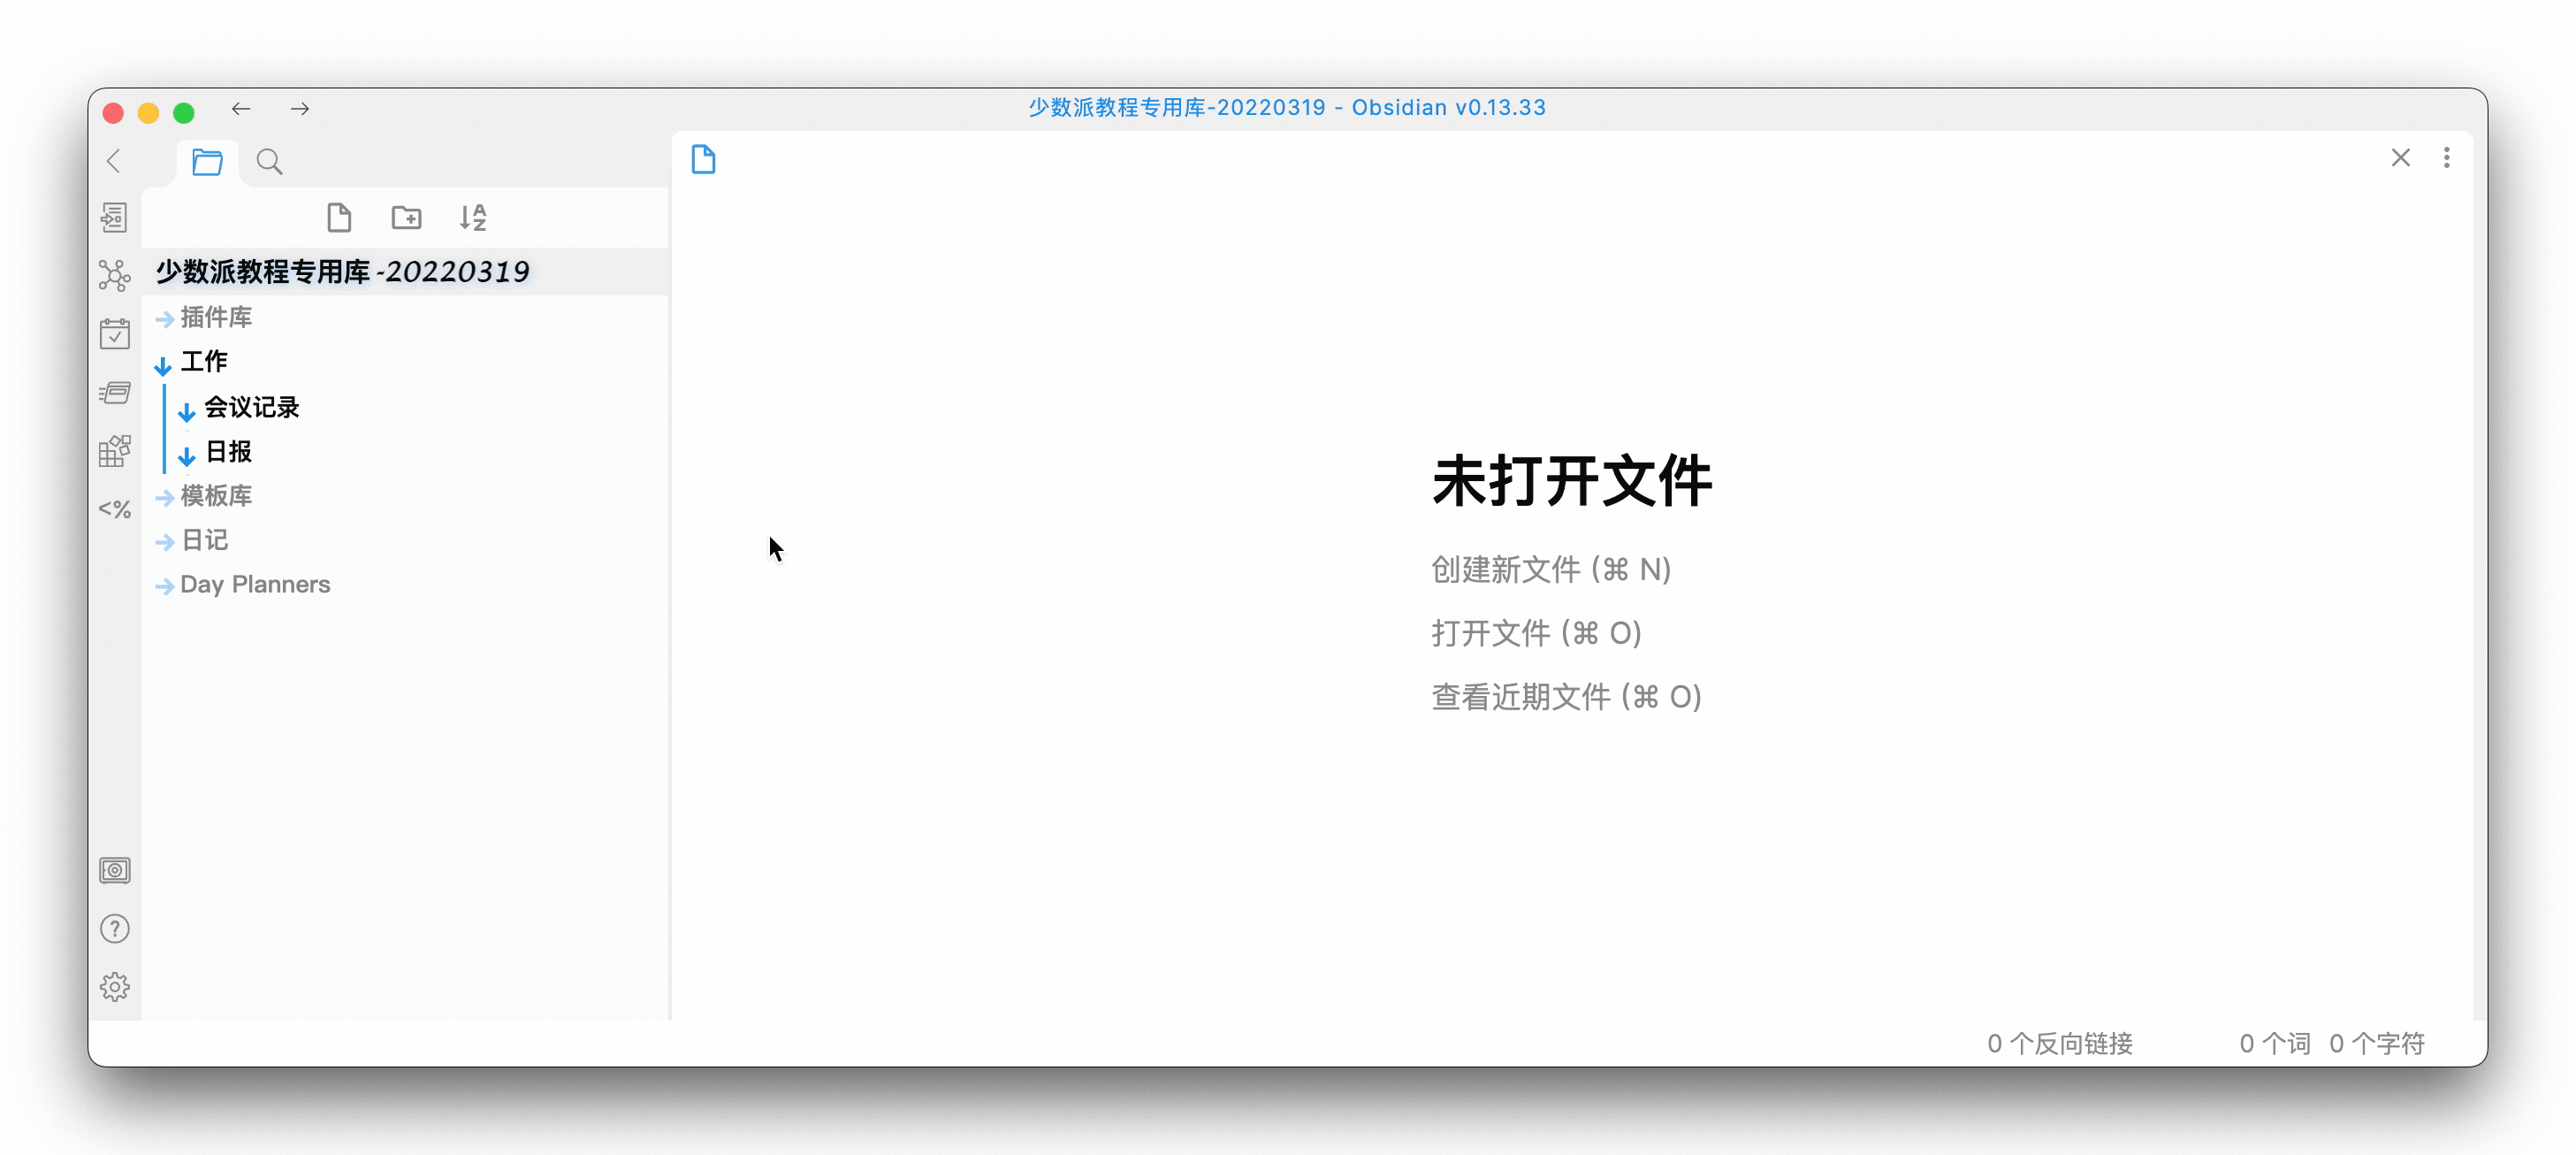 少数派教程专用库-20220319 - Obsidian v0.13.33
少数派教程专用库-20220319
插件库
工作
会议记录
日报
模板库
日记
Day Planners
<%
未打开文件
创建新文件 (⌘ N)
打开文件 (⌘ O)
查看近期文件 (⌘ O)
0 个反向链接 0 个词 0 个字符